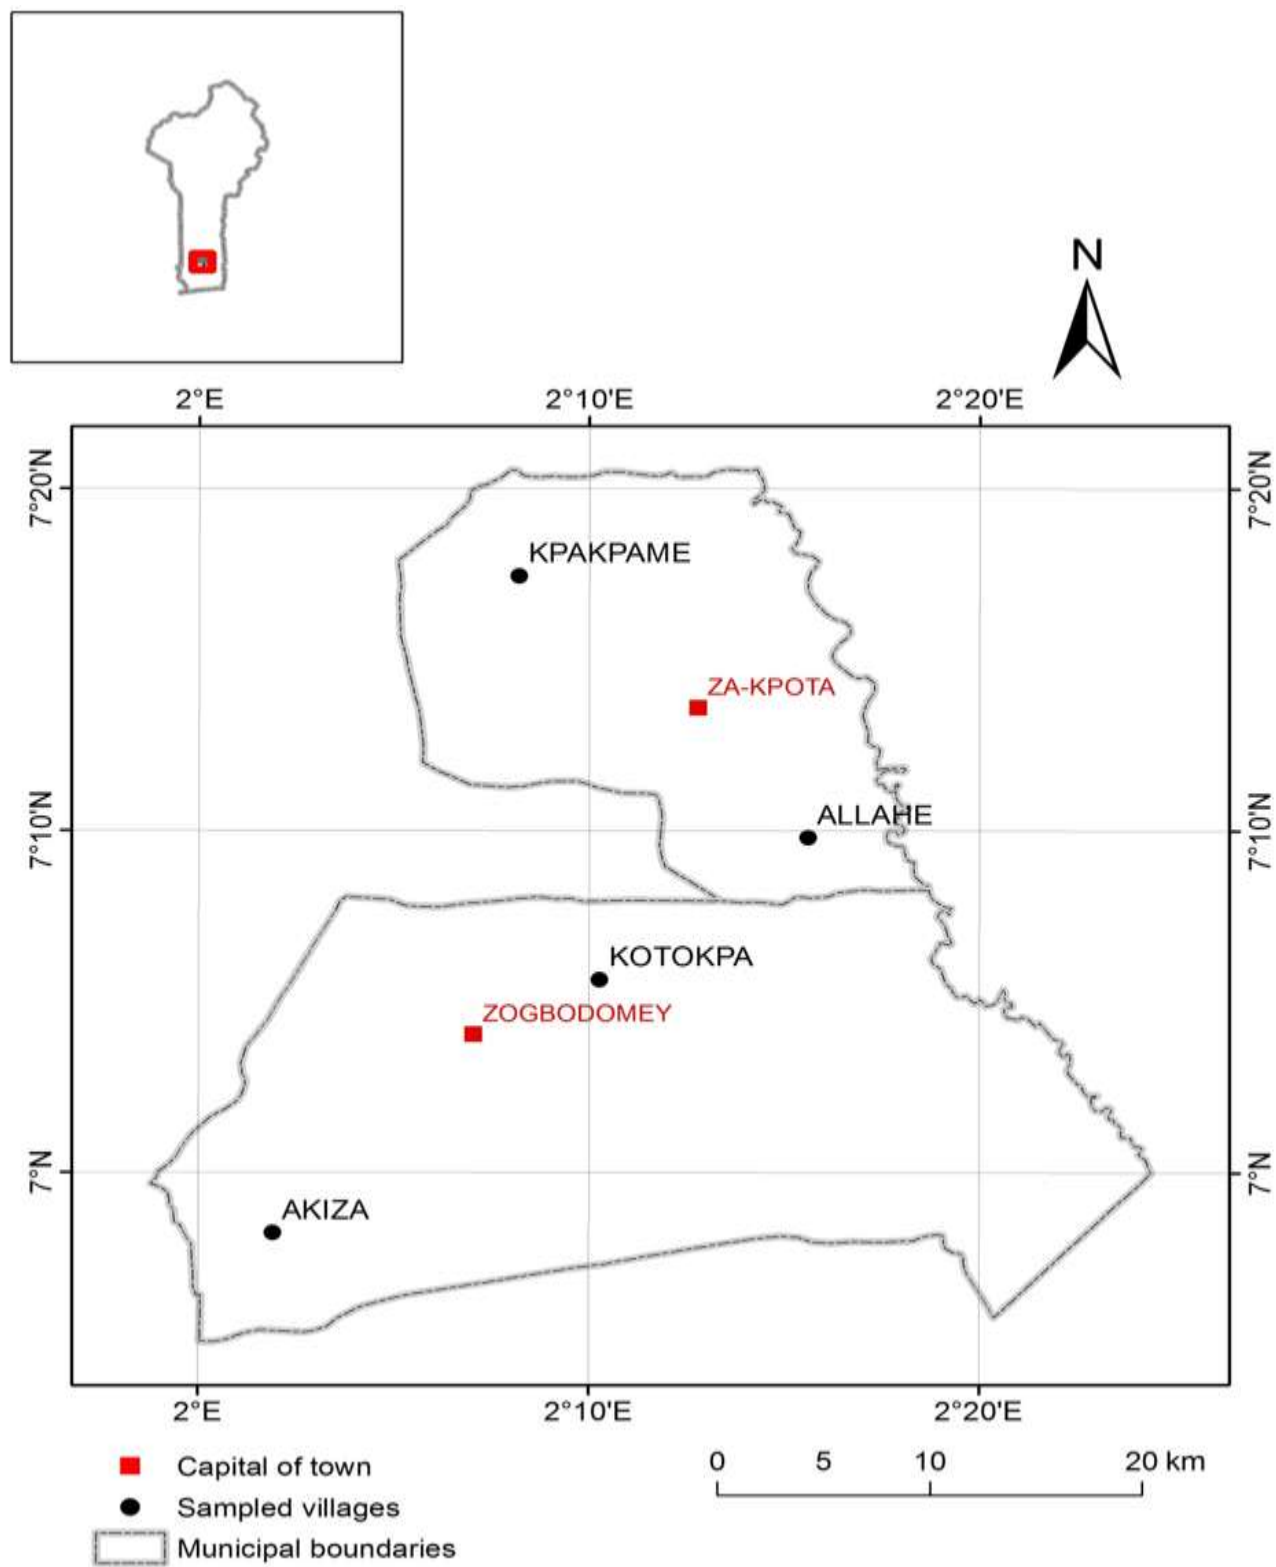 N
2°E 2°10'E 2°20'E
7°20'N 7°20'N
KPAKPAME
ZA-KPOTA
ALLAHE
7°10'N 7°10'N
KOTOKPA
ZOGBODOMEY
7°N 7°N
AKIZA
2°E 2°10'E 2°20'E
Capital of town
Sampled villages
Municipal boundaries
0 5 10 20 km